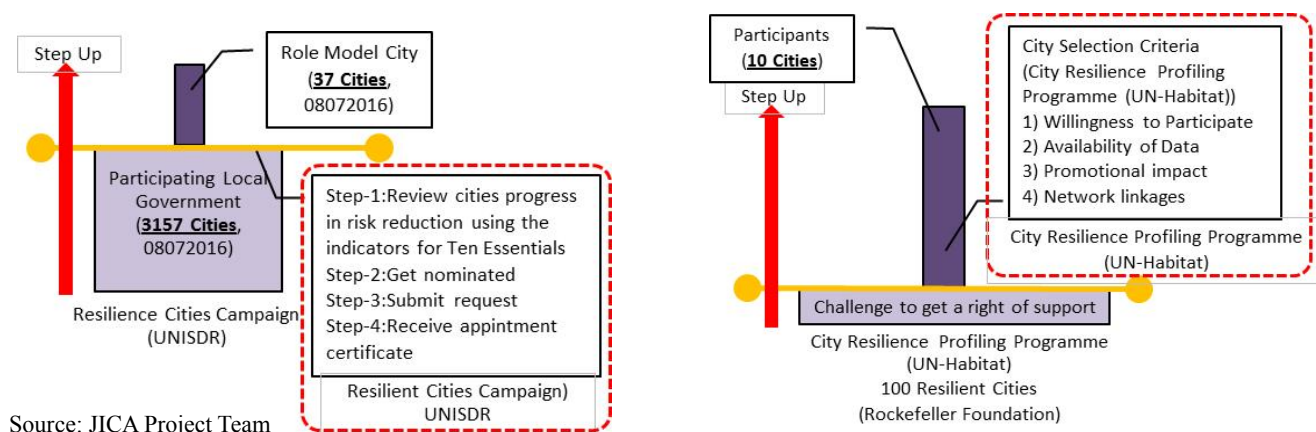 Step Up
Role Model City
(37 Cities,
08072016)
Participating Local
Government
(3157 Cities,
08072016)
Resilience Cities Campaign
(UNISDR)
Step-1:Review cities progress
in risk reduction using the
indicators for Ten Essentials
Step-2:Get nominated
Step-3:Submit request
Step-4:Receive appintment
certificate
Resilient Cities Campaign)
UNISDR
Source: JICA Project Team
Participants
(10 Cities)
Step Up
City Selection Criteria
(City Resilience Profiling
Programme (UN-Habitat))
1) Willingness to Participate
2) Availability of Data
3) Promotional impact
4) Network linkages
City Resilience Profiling Programme
(UN-Habitat)
Challenge to get a right of support
City Resilience Profiling Programme
(UN-Habitat)
100 Resilient Cities
(Rockefeller Foundation)